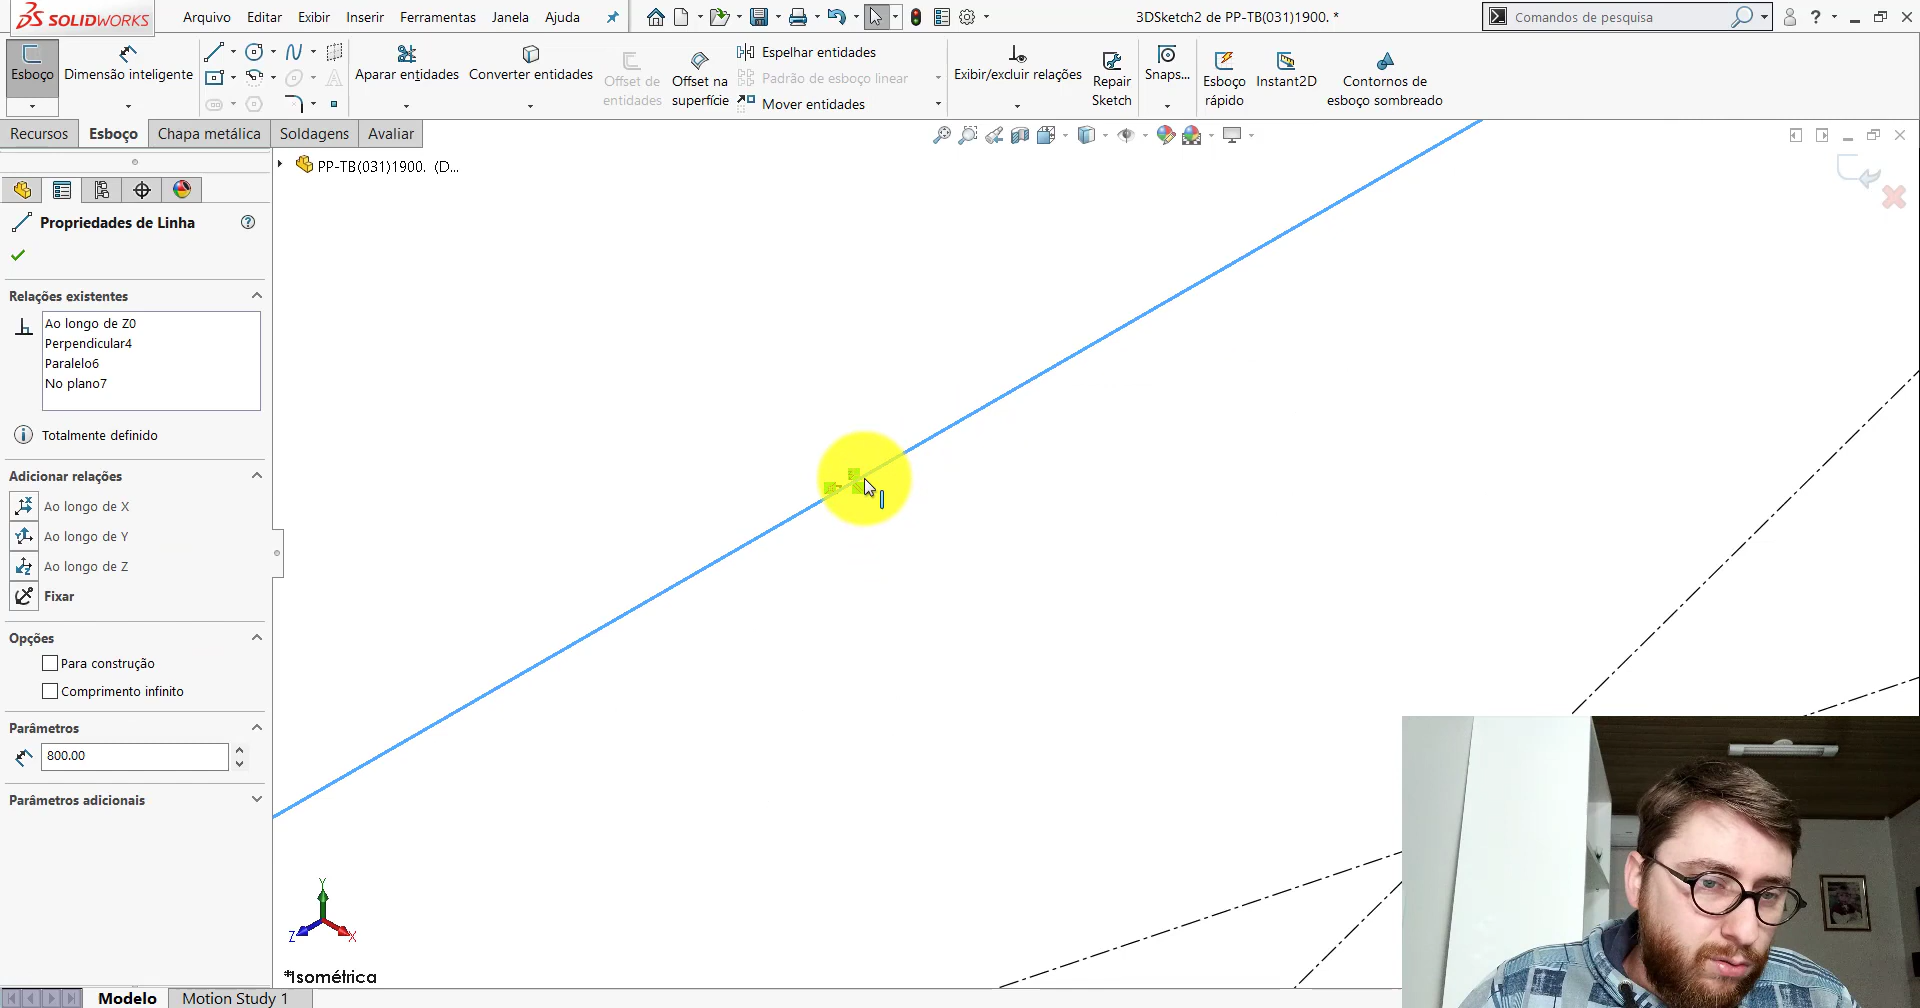 SOLIDWORKS
Arquivo Editar Exibir Inserir Ferramentas Janela Ajuda
3DSketch2 de PP-TB(031)1900. *
Comandos de pesquisa
Esboço
Dimensão inteligente
Aparar entidades
Converter entidades
Offset de entidades
Offset na superfície
Espelhar entidades
Padrão de esboço linear
Mover entidades
Exibir/excluir relações
Repair Sketch
Snaps...
Esboço rápido
Instant2D
Contornos de esboço sombreado
Recursos Esboço Chapa metálica Soldagens Avaliar
PP-TB(031)1900. (D...
Propriedades de Linha
Relações existentes
Ao longo de Z0
Perpendicular4
Paralelo6
No plano7
Totalmente definido
Adicionar relações
Ao longo de X
Ao longo de Y
Ao longo de Z
Fixar
Opções
Para construção
Comprimento infinito
Parâmetros
800.00
Parâmetros adicionais
Y
Z
X
*Isométrica
Modelo Motion Study 1